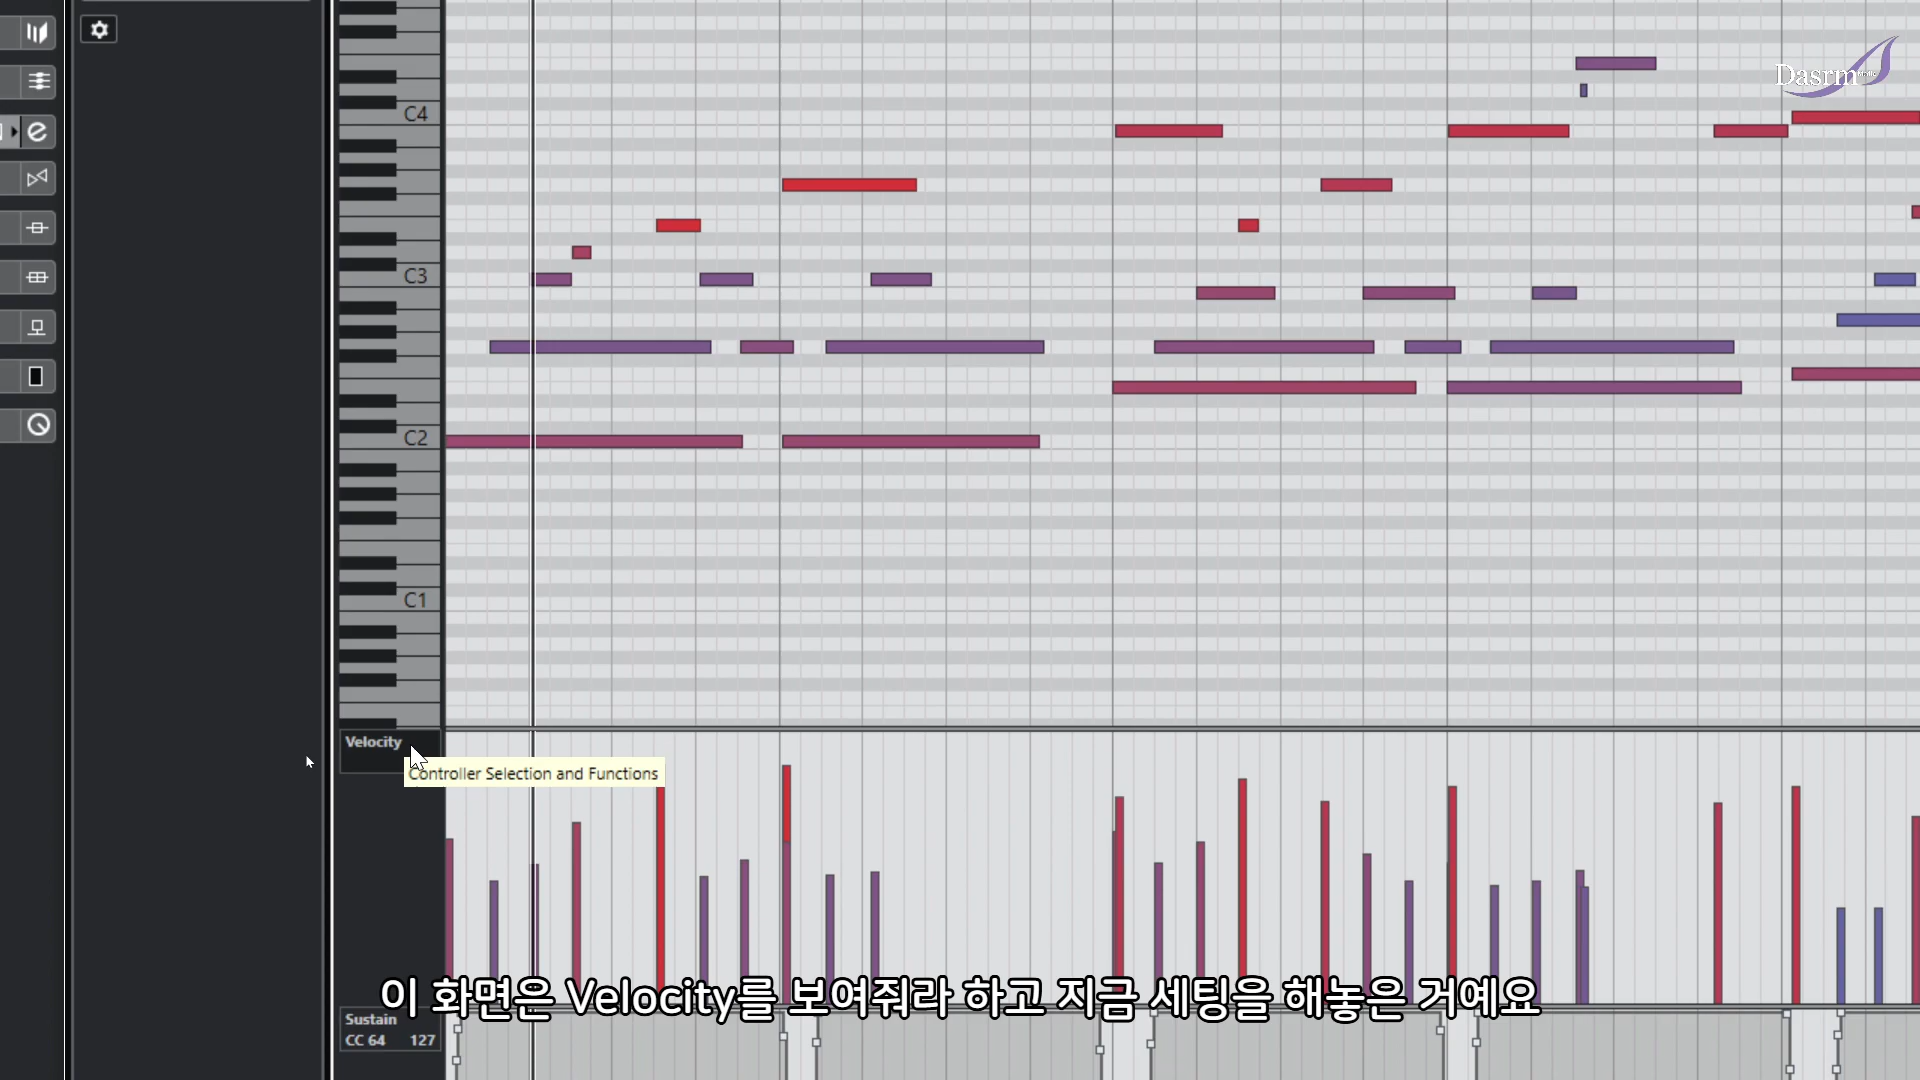 Dasrm
C4
C3
C2
C1
Velocity
Controller Selection and Functions
이 화면은 Velocity를 보여줘라 하고 지금 세팅을 해놓은 거예요
Sustain
CC 64 127